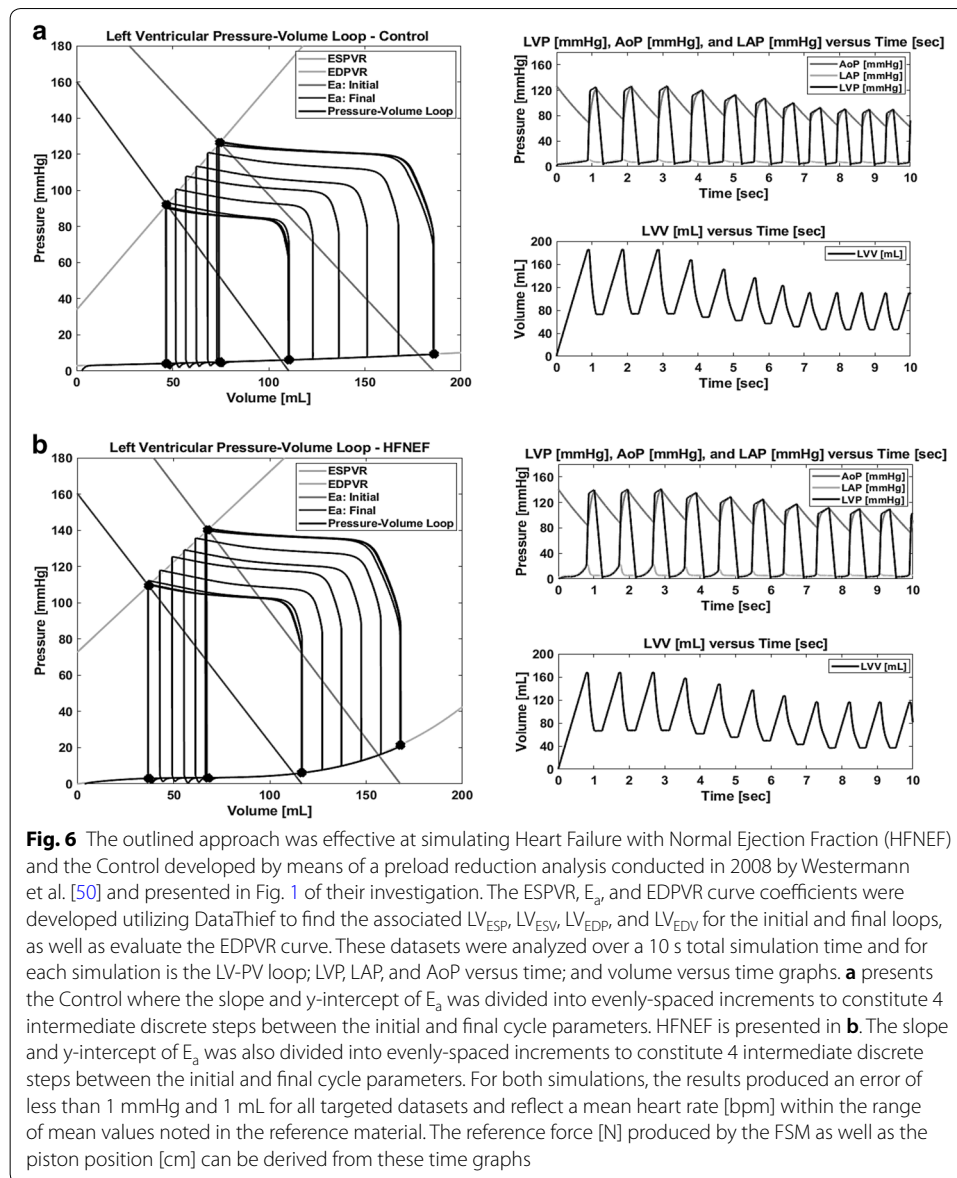 a
Left Ventricular Pressure-Volume Loop - Control
180
160
140
120
100
80
60
40
20
0
Pressure [mmHg]
ESPVR
EDPVR
Ea: Initial
Ea: Final
Pressure-Volume Loop
0 50 100 150 200
Volume [mL]
LVP [mmHg], AoP [mmHg], and LAP [mmHg] versus Time [sec]
160
120
80
40
0
Pressure [mmHg]
AoP [mmHg]
LAP [mmHg]
LVP [mmHg]
0 1 2 3 4 5 6 7 8 9 10
Time [sec]
LVV [mL] versus Time [sec]
200
160
120
80
40
0
Volume [mL]
LVV [mL]
0 1 2 3 4 5 6 7 8 9 10
Time [sec]
b
Left Ventricular Pressure-Volume Loop - HFNEF
180
160
140
120
100
80
60
40
20
0
Pressure [mmHg]
ESPVR
EDPVR
Ea: Initial
Ea: Final
Pressure-Volume Loop
0 50 100 150 200
Volume [mL]
LVP [mmHg], AoP [mmHg], and LAP [mmHg] versus Time [sec]
160
120
80
40
0
Pressure [mmHg]
AoP [mmHg]
LAP [mmHg]
LVP [mmHg]
0 1 2 3 4 5 6 7 8 9 10
Time [sec]
LVV [mL] versus Time [sec]
200
160
120
80
40
0
Volume [mL]
LVV [mL]
0 1 2 3 4 5 6 7 8 9 10
Time [sec]
Fig. 6 The outlined approach was effective at simulating Heart Failure with Normal Ejection Fraction (HFNEF)
and the Control developed by means of a preload reduction analysis conducted in 2008 by Westermann
et al. [50] and presented in Fig. 1 of their investigation. The ESPVR, Ea, and EDPVR curve coefficients were
developed utilizing DataThief to find the associated LVESP, LVESV, LVEDP, and LVEDV for the initial and final loops,
as well as evaluate the EDPVR curve. These datasets were analyzed over a 10 s total simulation time and for
each simulation is the LV-PV loop; LVP, LAP, and AoP versus time; and volume versus time graphs. a presents
the Control where the slope and y-intercept of Ea was divided into evenly-spaced increments to constitute 4
intermediate discrete steps between the initial and final cycle parameters. HFNEF is presented in b. The slope
and y-intercept of Ea was also divided into evenly-spaced increments to constitute 4 intermediate discrete
steps between the initial and final cycle parameters. For both simulations, the results produced an error of
less than 1 mmHg and 1 mL for all targeted datasets and reflect a mean heart rate [bpm] within the range
of mean values noted in the reference material. The reference force [N] produced by the FSM as well as the
piston position [cm] can be derived from these time graphs